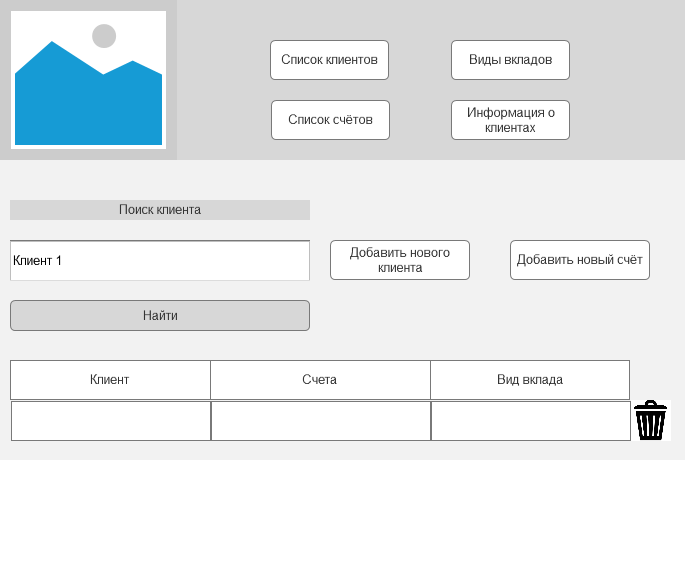 Список клиентов
Виды вкладов
Список счётов
Информация о
клиентах
Поиск клиента
Клиент 1
Добавить нового
клиента
Добавить новый счёт
Найти
Клиент
Счета
Вид вклада